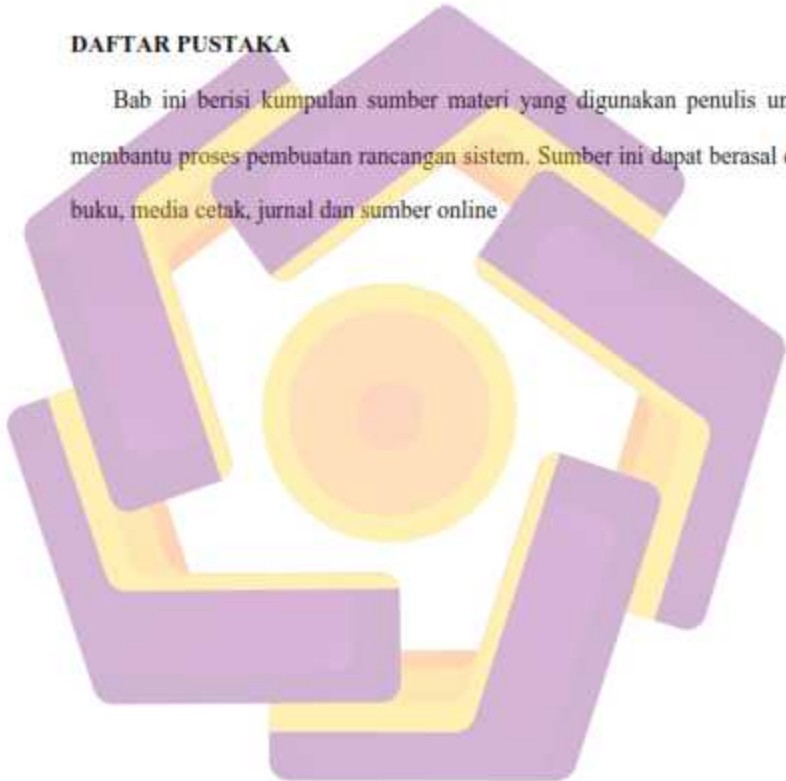 DAFTAR PUSTAKA
Bab ini berisi kumpulan sumber materi yang digunakan penulis
membantu proses pembuatan rancangan sistem. Sumber ini dapat berasal
buku, media cetak, jurnal dan sumber online